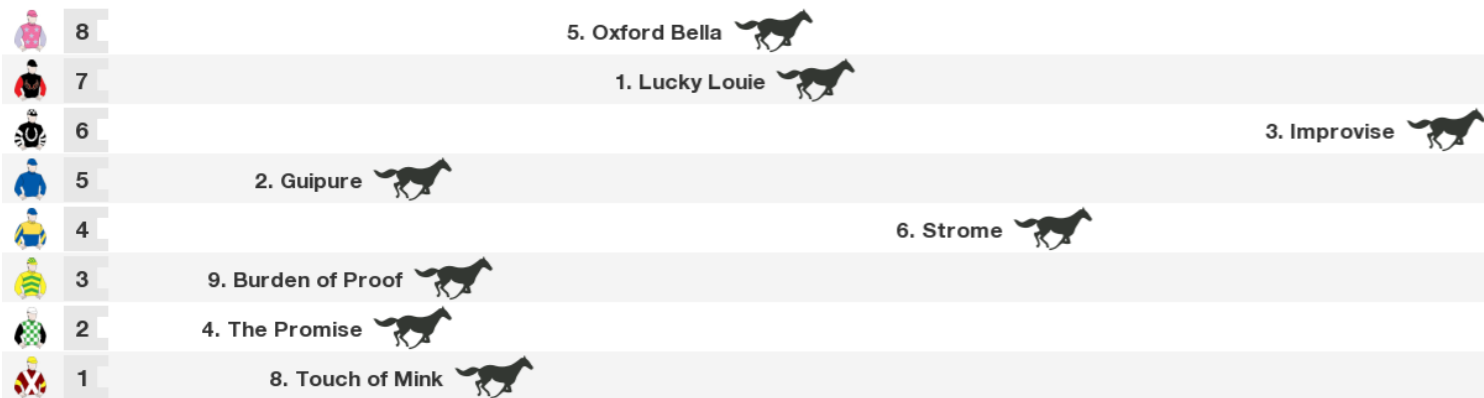 8 5. Oxford Bella
7 1. Lucky Louie
6 3. Improvise
5 2. Guipure
4 6. Strome
3 9. Burden of Proof
2 4. The Promise
1 8. Touch of Mink